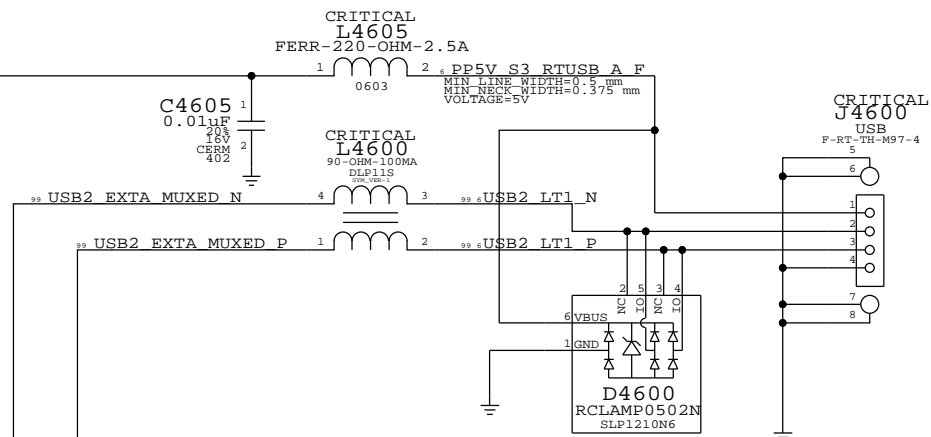 CRITICAL
L4605
FERR-220-OHM-2.5A
1
2
0603
6 PP5V_S3_RTUSB_A_F
MIN_LINE_WIDTH=0.5 mm
MIN_NECK_WIDTH=0.375 mm
VOLTAGE=5V
C4605
0.01uF
20%
16V
CERM
402
1
2
CRITICAL
L4600
90-OHM-100MA
DLP11S
SYM_VER-1
99 USB2_EXTA_MUXED_N
4
3
99 6 USB2_LT1_N
99 USB2_EXTA_MUXED_P
1
2
99 6 USB2_LT1_P
CRITICAL
J4600
USB
F-RT-TH-M97-4
5
6
1
2
3
4
7
8
2
5
3
4
NC
IO
NC
IO
6 VBUS
1 GND
D4600
RCLAMP0502N
SLP1210N6